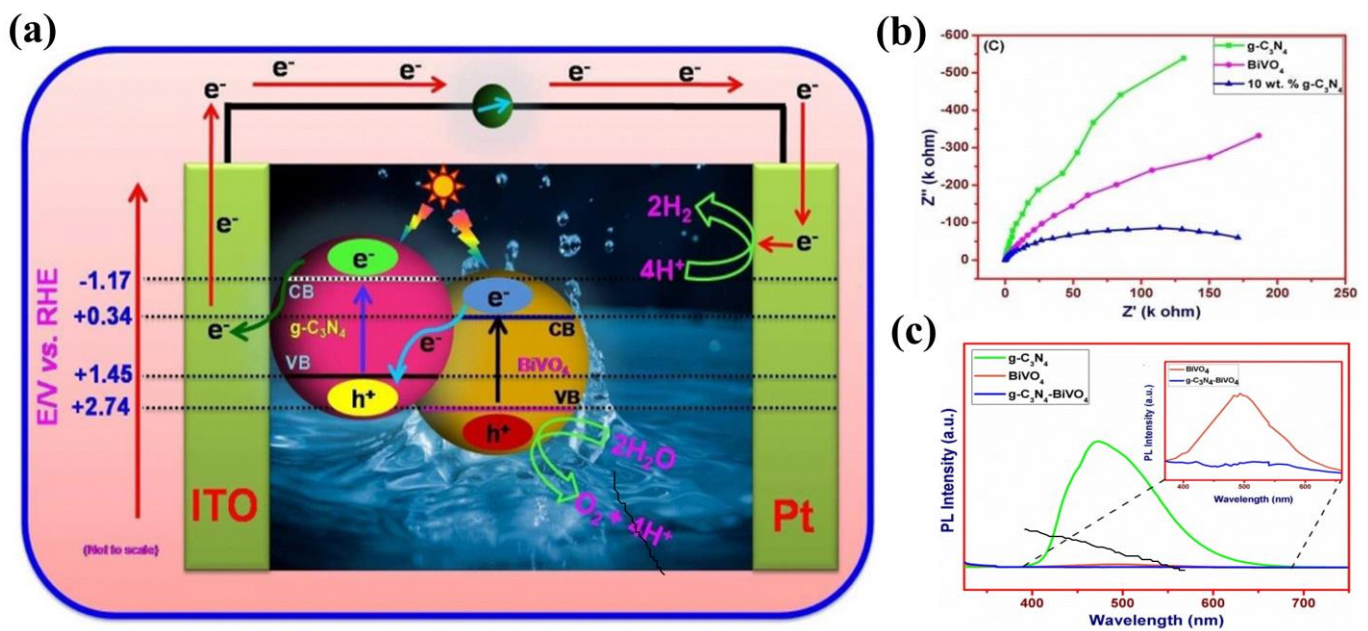 (a)
e⁻ e⁻ e⁻ e⁻
e⁻ e⁻
e⁻
e⁻
E/V vs. RHE
-1.17
+0.34
+1.45
+2.74
(Not to scale)
e⁻
ITO
e⁻
CB
g-C₃N₄
VB
h⁺
e⁻
e⁻
CB
BiVO₄
VB
h⁺
2H₂
4H⁺
2H₂O
O₂ + 4H⁺
Pt
(b)
(C)
g-C₃N₄
BiVO₄
10 wt. % g-C₃N₄
Z'' (k ohm)
-600
-500
-400
-300
-200
-100
0
0 50 100 150 200 250
Z' (k ohm)
(c)
g-C₃N₄
BiVO₄
g-C₃N₄-BiVO₄
PL Intensity (a.u.)
BiVO₄
g-C₃N₄-BiVO₄
PL Intensity (a.u.)
400 500 600
Wavelength (nm)
400 500 600 700
Wavelength (nm)